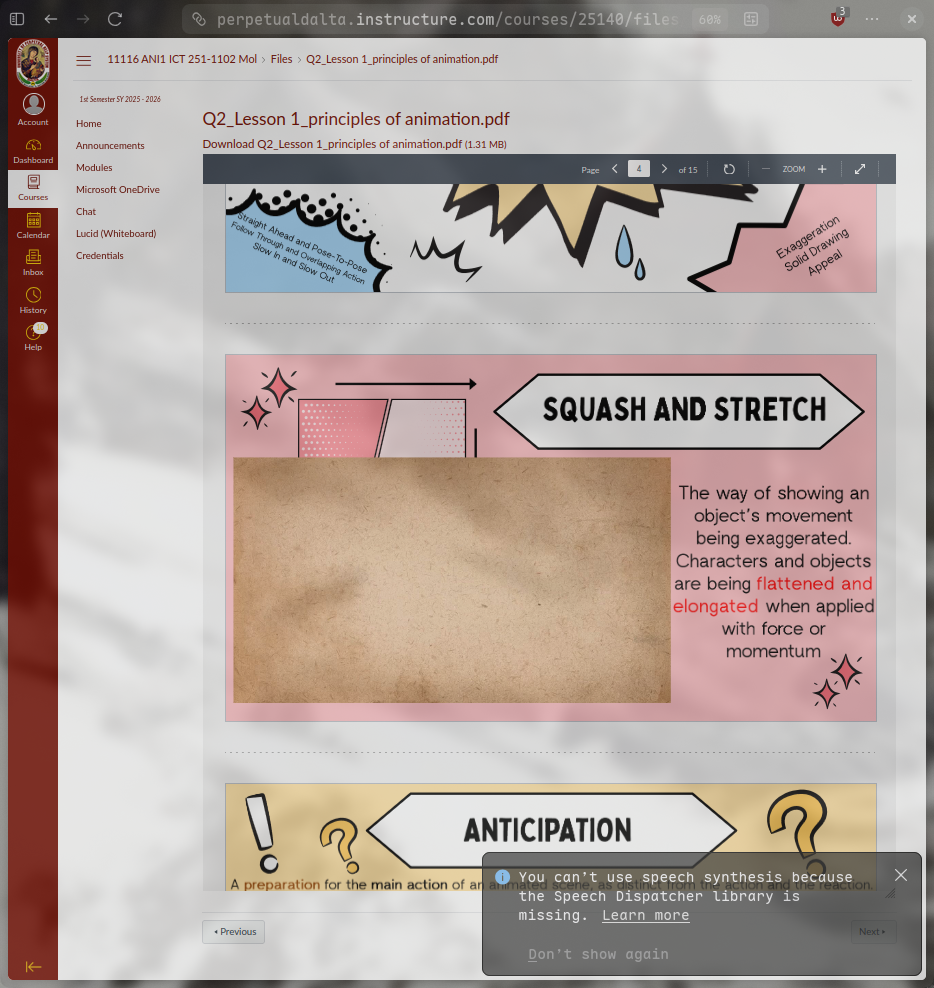 perpetualdalta.instructure.com/courses/25140/files
60%
3
11116 ANI1 ICT 251-1102 Mol › Files › Q2_Lesson 1_principles of animation.pdf
1st Semester SY 2025 - 2026
Account
Dashboard
Courses
Calendar
Inbox
History
Help
Home
Announcements
Modules
Microsoft OneDrive
Chat
Lucid (Whiteboard)
Credentials
Q2_Lesson 1_principles of animation.pdf
Download Q2_Lesson 1_principles of animation.pdf (1.31 MB)
Page 4 of 15 ZOOM
Straight Ahead and Pose-To-Pose
Follow Through and Overlapping Action
Slow In and Slow Out
Exaggeration
Solid Drawing
Appeal
SQUASH AND STRETCH
The way of showing an
object's movement
being exaggerated.
Characters and objects
are being flattened and
elongated when applied
with force or
momentum
ANTICIPATION
A preparation for the main action of an animated scene, as distinct from the action and the reaction,
You can't use speech synthesis because
the Speech Dispatcher library is
missing. Learn more
Don't show again
Previous
Next